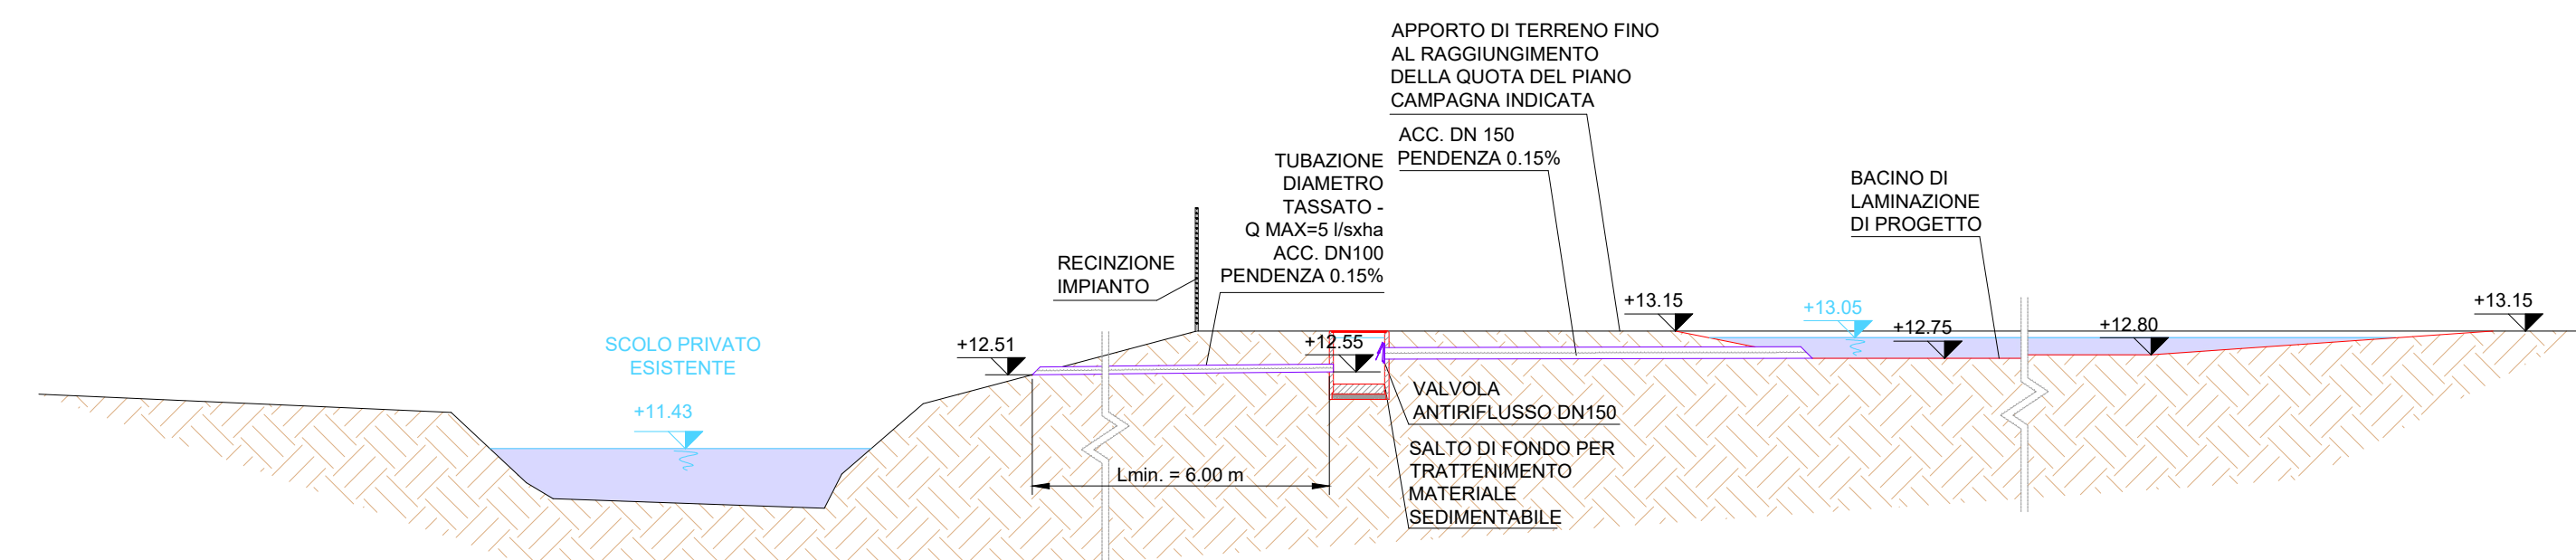 APPORTO DI TERRENO FINO
AL RAGGIUNGIMENTO
DELLA QUOTA DEL PIANO
CAMPAGNA INDICATA
ACC. DN 150
PENDENZA 0.15%
TUBAZIONE
DIAMETRO
TASSATO -
Q MAX=5 l/sxha
ACC. DN100
PENDENZA 0.15%
BACINO DI
LAMINAZIONE
DI PROGETTO
RECINZIONE
IMPIANTO
+13.15
+13.05
+13.15
+12.75
+12.80
+12.51
+12.55
SCOLO PRIVATO
ESISTENTE
+11.43
VALVOLA
ANTIRIFLUSSO DN150
SALTO DI FONDO PER
TRATTENIMENTO
MATERIALE
SEDIMENTABILE
Lmin. = 6.00 m